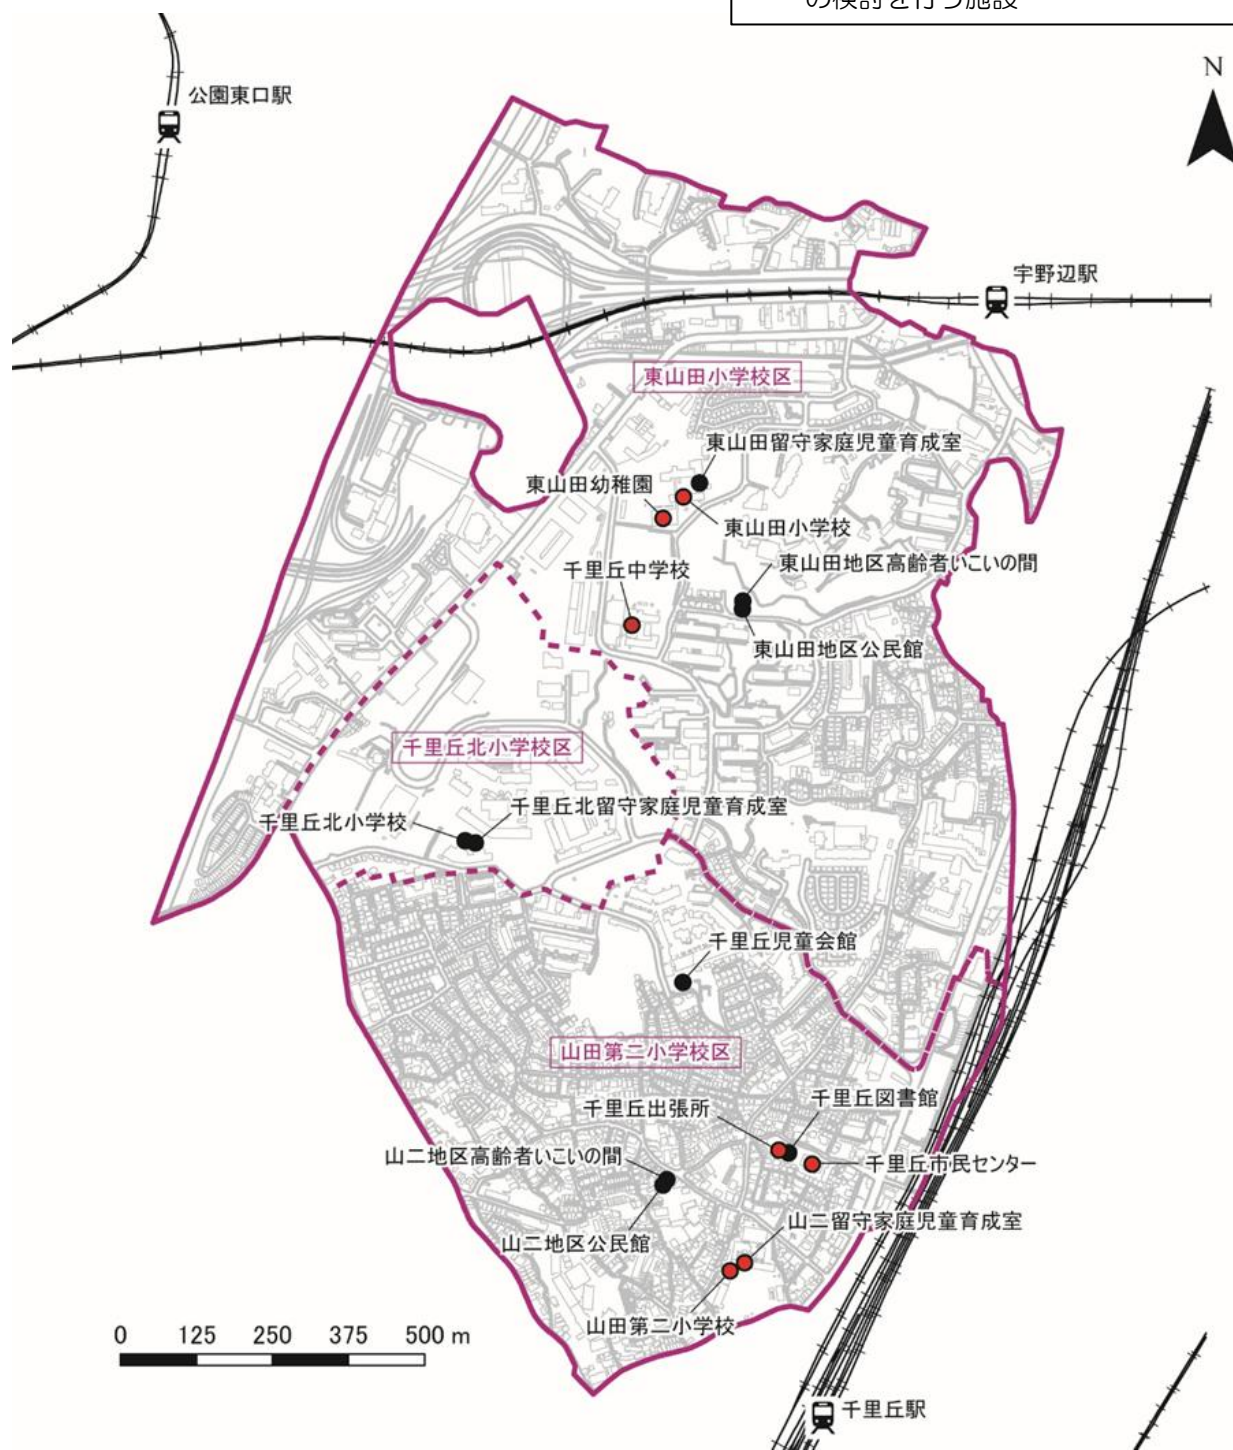 の検討を行う施設
N
公園東口駅
宇野辺駅
東山田小学校区
東山田留守家庭児童育成室
東山田幼稚園
東山田小学校
東山田地区高齢者いこいの間
千里丘中学校
東山田地区公民館
千里丘北小学校区
千里丘北留守家庭児童育成室
千里丘北小学校
千里丘児童会館
山田第二小学校区
千里丘図書館
千里丘出張所
山二地区高齢者いこいの間
千里丘市民センター
山二留守家庭児童育成室
山二地区公民館
山田第二小学校
0 125 250 375 500 m
千里丘駅